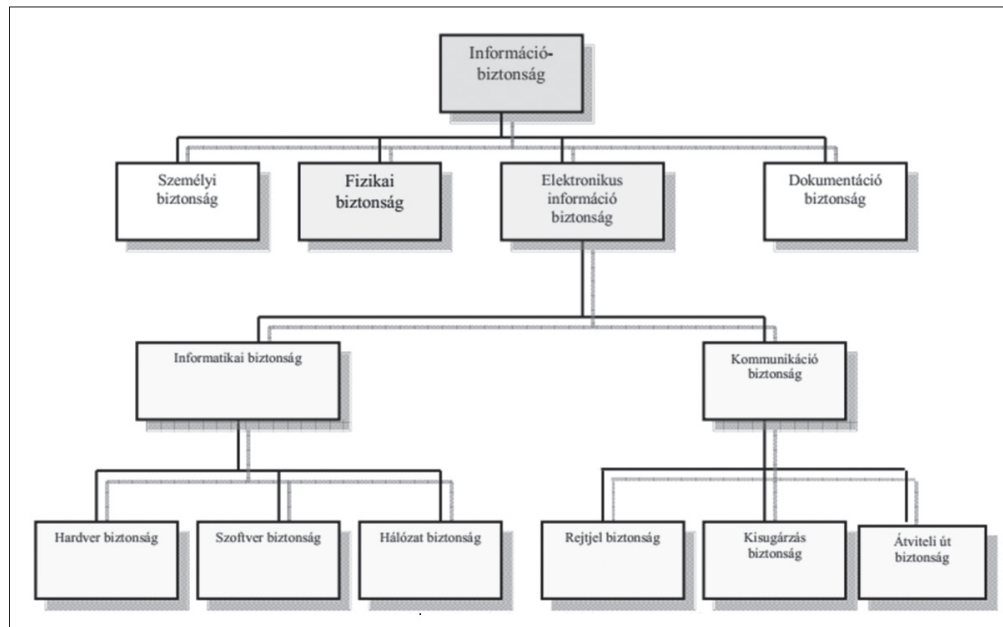 Információ-
biztonság
Személyi
biztonság
Fizikai
biztonság
Elektronikus
információ
biztonság
Dokumentáció
biztonság
Informatikai biztonság
Kommunikáció
biztonság
Hardver biztonság
Szoftver biztonság
Hálózat biztonság
Rejtjel biztonság
Kisugárzás
biztonság
Átviteli út
biztonság